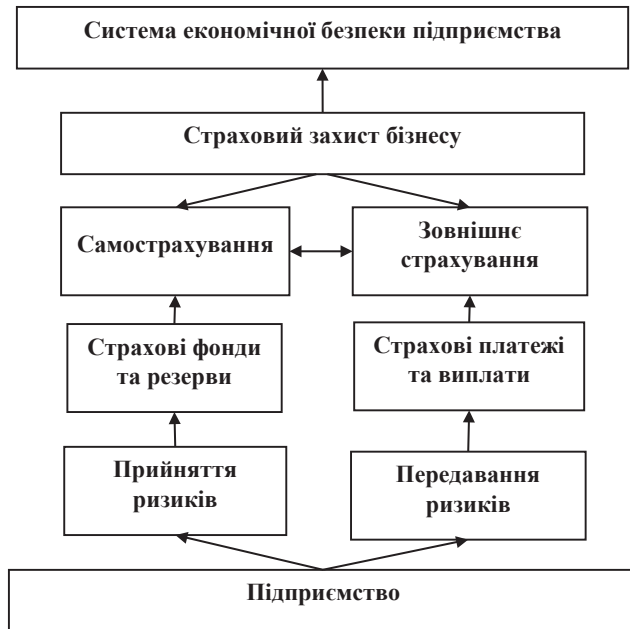 Система економічної безпеки підприємства
Страховий захист бізнесу
Самострахування
Зовнішнє
страхування
Страхові фонди
та резерви
Страхові платежі
та виплати
Прийняття
ризиків
Передавання
ризиків
Підприємство